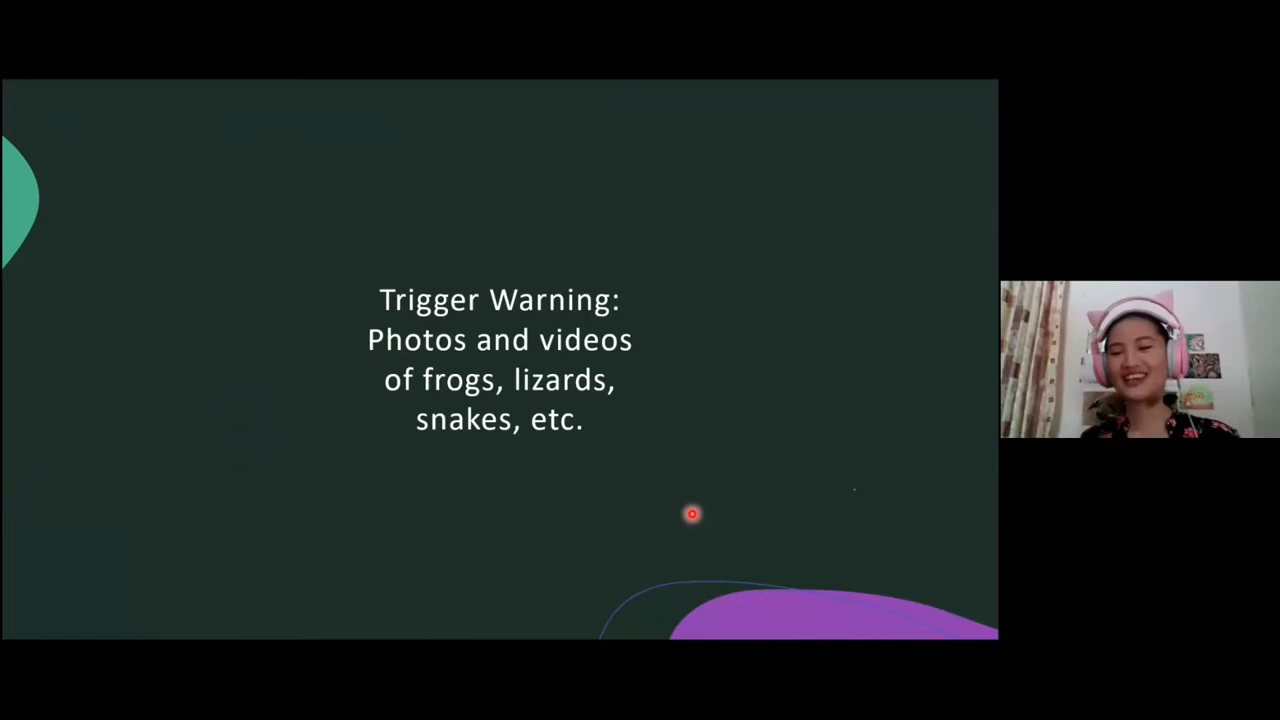 Trigger Warning:
Photos and videos
of frogs, lizards,
snakes, etc.